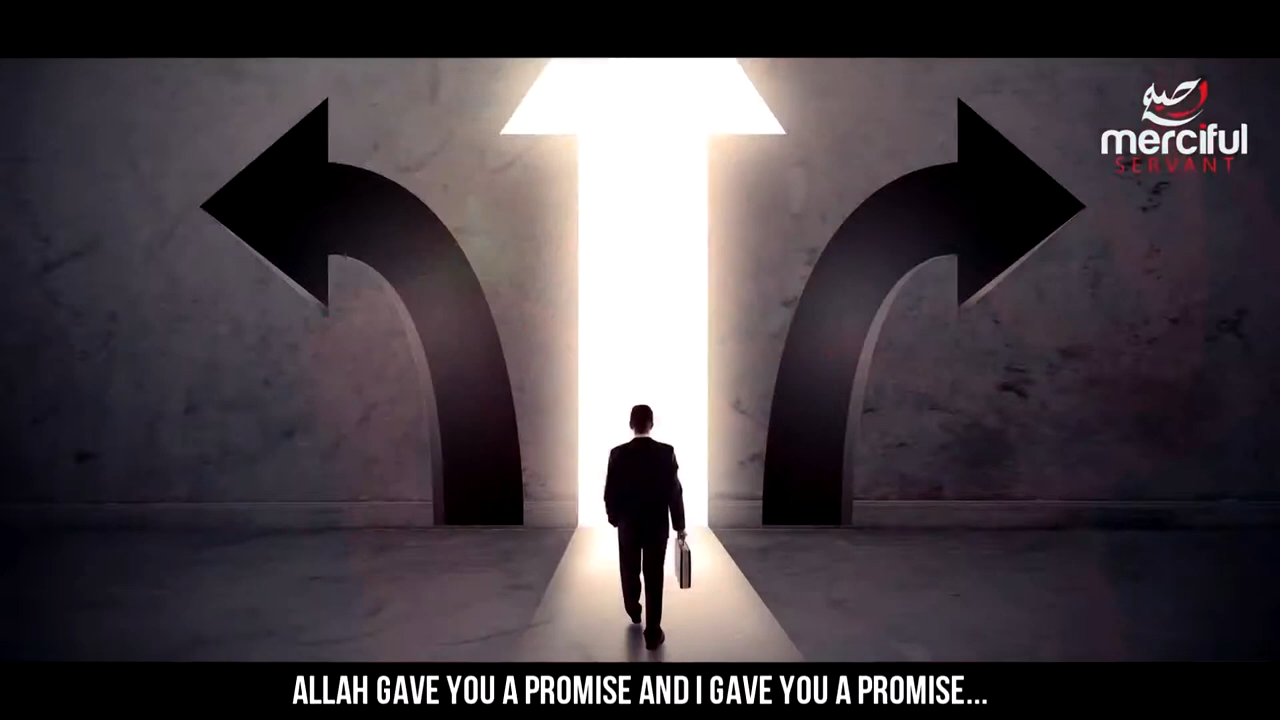 merciful
SERVANT
ALLAH GAVE YOU A PROMISE AND I GAVE YOU A PROMISE...